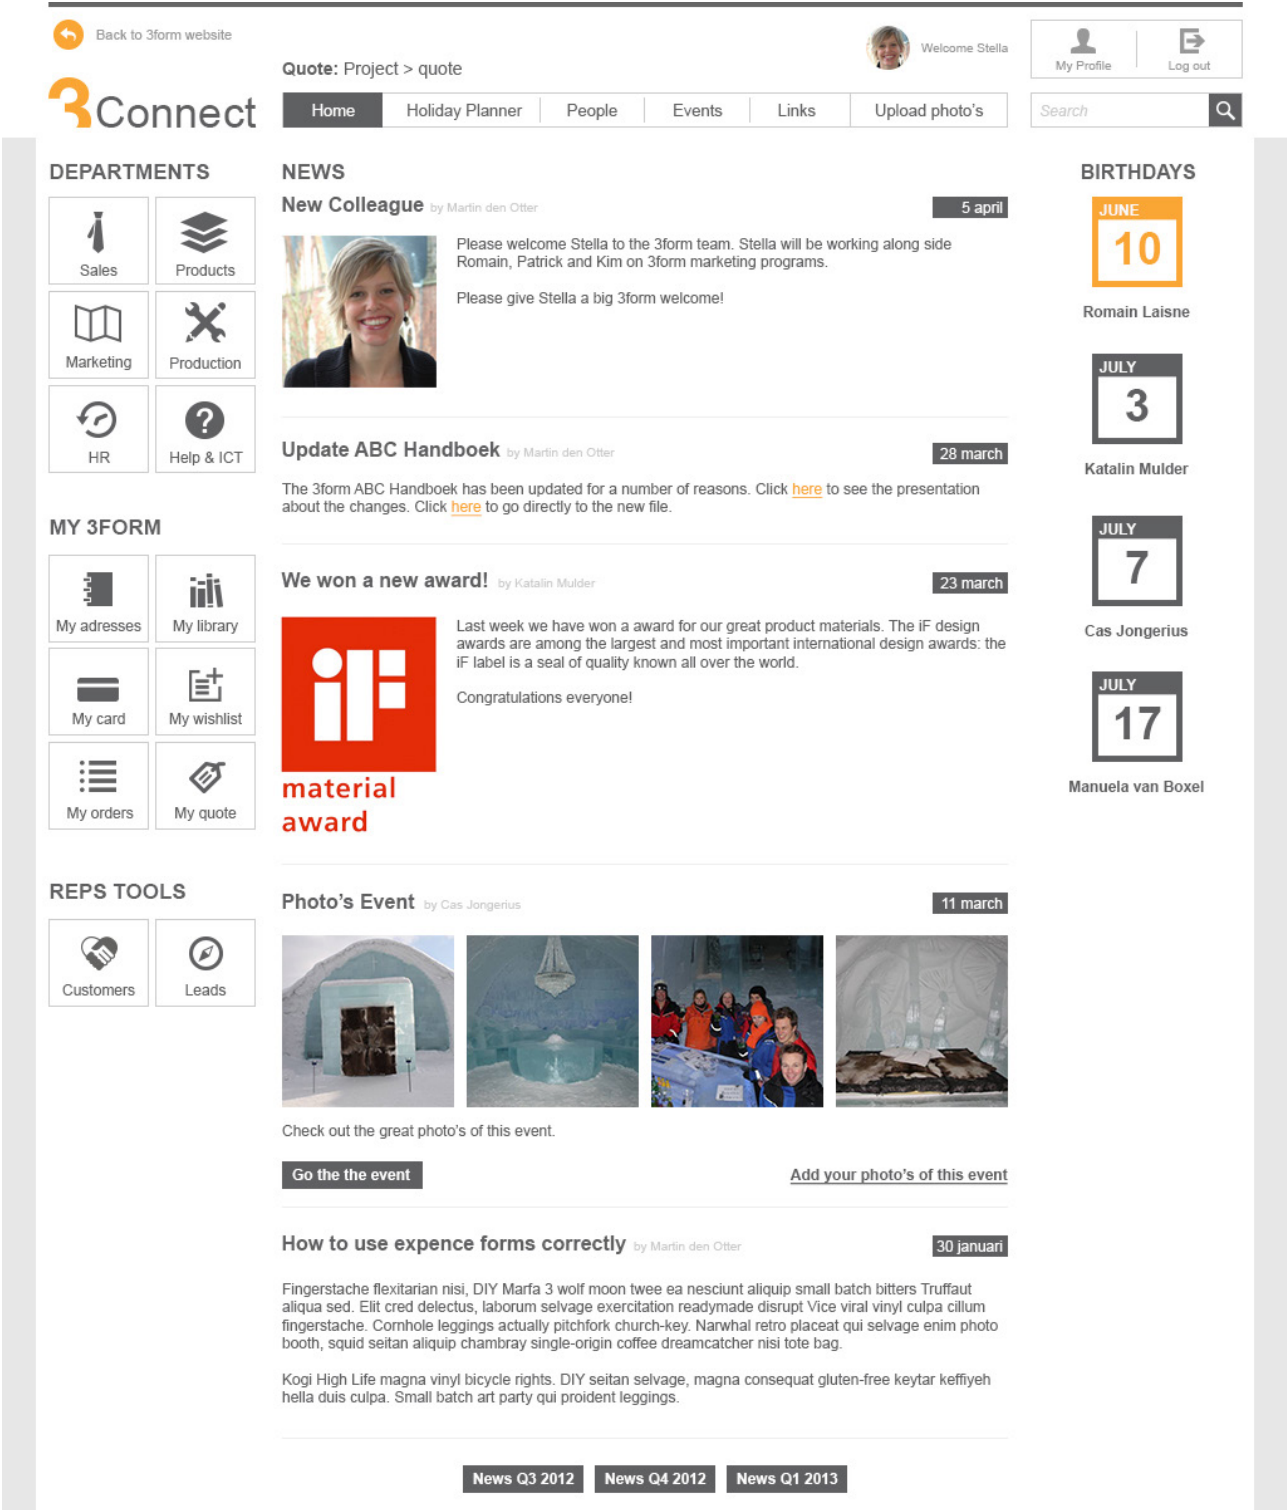 Back to 3form website
Welcome Stella
My Profile
Log out
Quote: Project > quote
3Connect
Home
Holiday Planner
People
Events
Links
Upload photo's
Search
DEPARTMENTS
Sales
Products
Marketing
Production
HR
Help & ICT
MY 3FORM
My adresses
My library
My card
My wishlist
My orders
My quote
REPS TOOLS
Customers
Leads
NEWS
New Colleague by Martin den Otter
5 april
Please welcome Stella to the 3form team. Stella will be working along side
Romain, Patrick and Kim on 3form marketing programs.
Please give Stella a big 3form welcome!
Update ABC Handboek by Martin den Otter
28 march
The 3form ABC Handboek has been updated for a number of reasons. Click here to see the presentation
about the changes. Click here to go directly to the new file.
We won a new award! by Katalin Mulder
23 march
iF
material
award
Last week we have won a award for our great product materials. The iF design
awards are among the largest and most important international design awards: the
iF label is a seal of quality known all over the world.
Congratulations everyone!
Photo's Event by Cas Jongerius
11 march
Check out the great photo's of this event.
Go the the event
Add your photo's of this event
How to use expence forms correctly by Martin den Otter
30 januari
Fingerstache flexitarian nisi, DIY Marfa 3 wolf moon twee ea nesciunt aliquip small batch bitters Truffaut
aliqua sed. Elit cred delectus, laborum selvage exercitation readymade disrupt Vice viral vinyl culpa cillum
fingerstache. Cornhole leggings actually pitchfork church-key. Narwhal retro placeat qui selvage enim photo
booth, squid seitan aliquip chambray single-origin coffee dreamcatcher nisi tote bag.
Kogi High Life magna vinyl bicycle rights. DIY seitan selvage, magna consequat gluten-free keytar keffiyeh
hella duis culpa. Small batch art party qui proident leggings.
News Q3 2012
News Q4 2012
News Q1 2013
BIRTHDAYS
JUNE
10
Romain Laisne
JULY
3
Katalin Mulder
JULY
7
Cas Jongerius
JULY
17
Manuela van Boxel